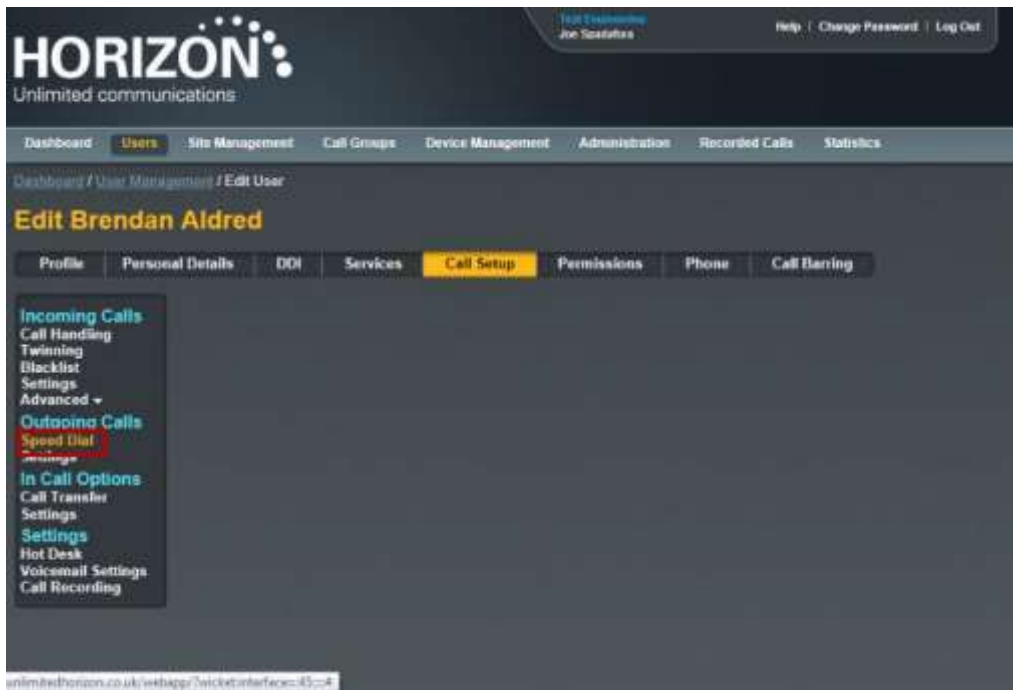 HORIZON
Unlimited communications
Test Engineering
Joe Spadafora
Help | Change Password | Log Out
Dashboard Users Site Management Call Groups Device Management Administration Recorded Calls Statistics
Dashboard / User Management / Edit User
Edit Brendan Aldred
Profile Personal Details DDI Services Call Setup Permissions Phone Call Barring
Incoming Calls
Call Handling
Twinning
Blacklist
Settings
Advanced
Outgoing Calls
Speed Dial
Settings
In Call Options
Call Transfer
Settings
Settings
Hot Desk
Voicemail Settings
Call Recording
unlimitedhorizon.co.uk/webapp/?wicket:interface=:45::::4